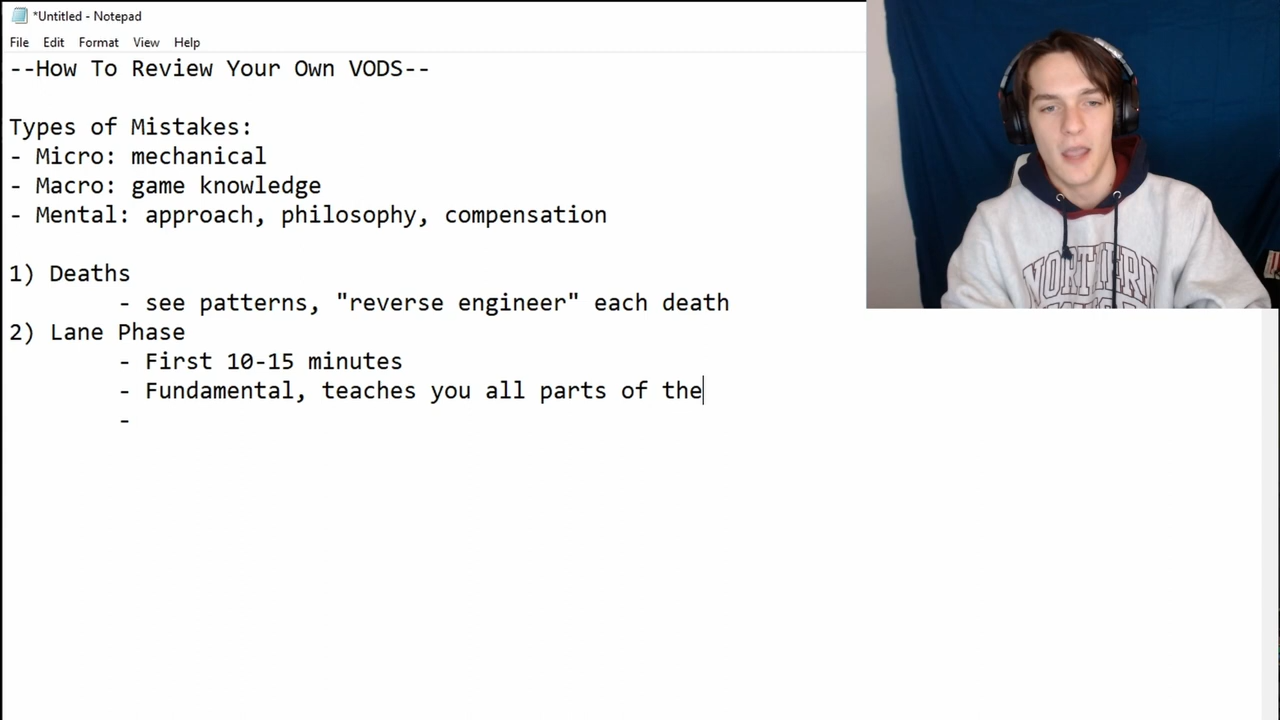 *Untitled - Notepad
File Edit Format View Help
--How To Review Your Own VODS--
Types of Mistakes:
- Micro: mechanical
- Macro: game knowledge
- Mental: approach, philosophy, compensation
1) Deaths
- see patterns, "reverse engineer" each death
2) Lane Phase
- First 10-15 minutes
- Fundamental, teaches you all parts of the
-
NORTHERN